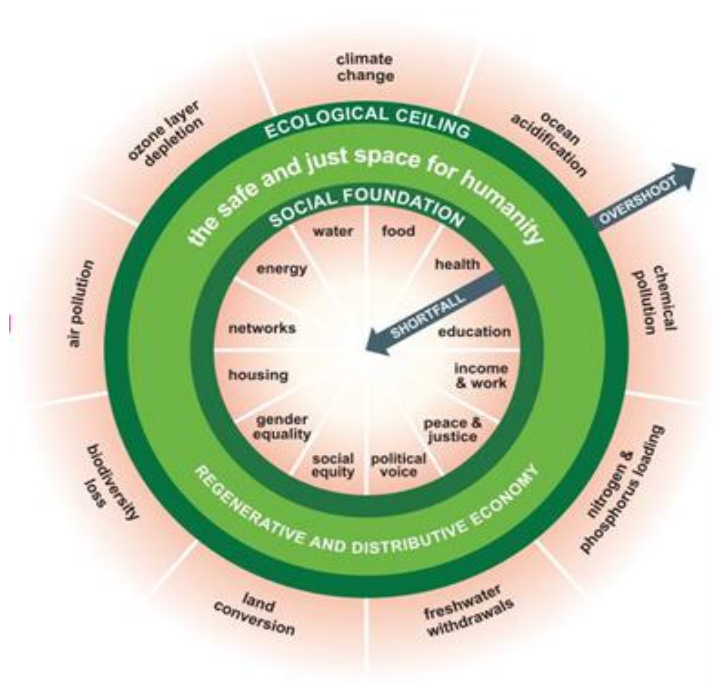 climate
change
ocean
acidification
chemical
pollution
nitrogen &
phosphorus loading
freshwater
withdrawals
land
conversion
biodiversity
loss
air pollution
ozone layer
depletion
OVERSHOOT
ECOLOGICAL CEILING
the safe and just space for humanity
SOCIAL FOUNDATION
water
food
health
SHORTFALL
education
income
& work
peace &
justice
political
voice
social
equity
gender
equality
housing
networks
energy
REGENERATIVE AND DISTRIBUTIVE ECONOMY